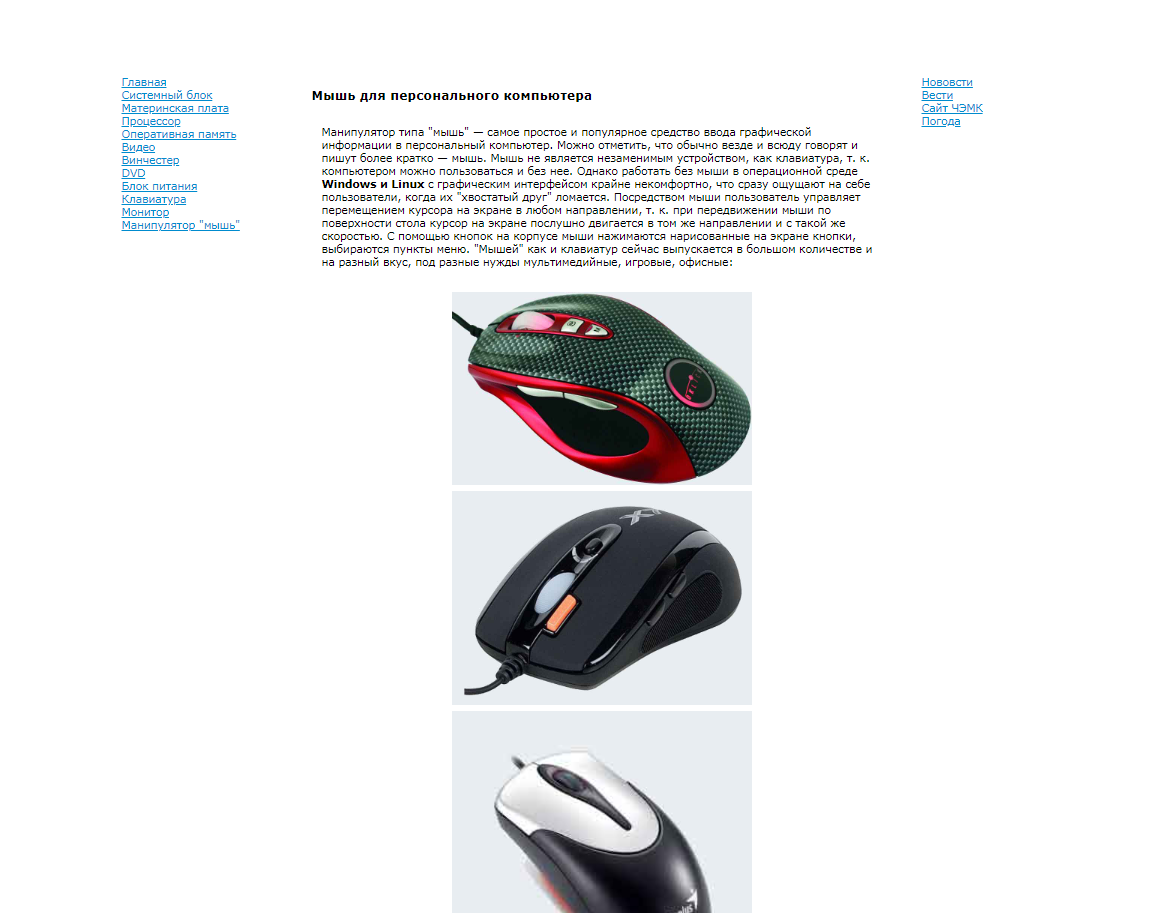 Главная
Системный блок
Материнская плата
Процессор
Оперативная память
Видео
Винчестер
DVD
Блок питания
Клавиатура
Монитор
Манипулятор "мышь"
Мышь для персонального компьютера
Манипулятор типа "мышь" — самое простое и популярное средство ввода графической
информации в персональный компьютер. Можно отметить, что обычно везде и всюду говорят и
пишут более кратко — мышь. Мышь не является незаменимым устройством, как клавиатура, т. к.
компьютером можно пользоваться и без нее. Однако работать без мыши в операционной среде
Windows и Linux с графическим интерфейсом крайне некомфортно, что сразу ощущают на себе
пользователи, когда их "хвостатый друг" ломается. Посредством мыши пользователь управляет
перемещением курсора на экране в любом направлении, т. к. при передвижении мыши по
поверхности стола курсор на экране послушно двигается в том же направлении и с такой же
скоростью. С помощью кнопок на корпусе мыши нажимаются нарисованные на экране кнопки,
выбираются пункты меню. "Мышей" как и клавиатур сейчас выпускается в большом количестве и
на разный вкус, под разные нужды мультимедийные, игровые, офисные:
Нововсти
Вести
Сайт ЧЭМК
Погода